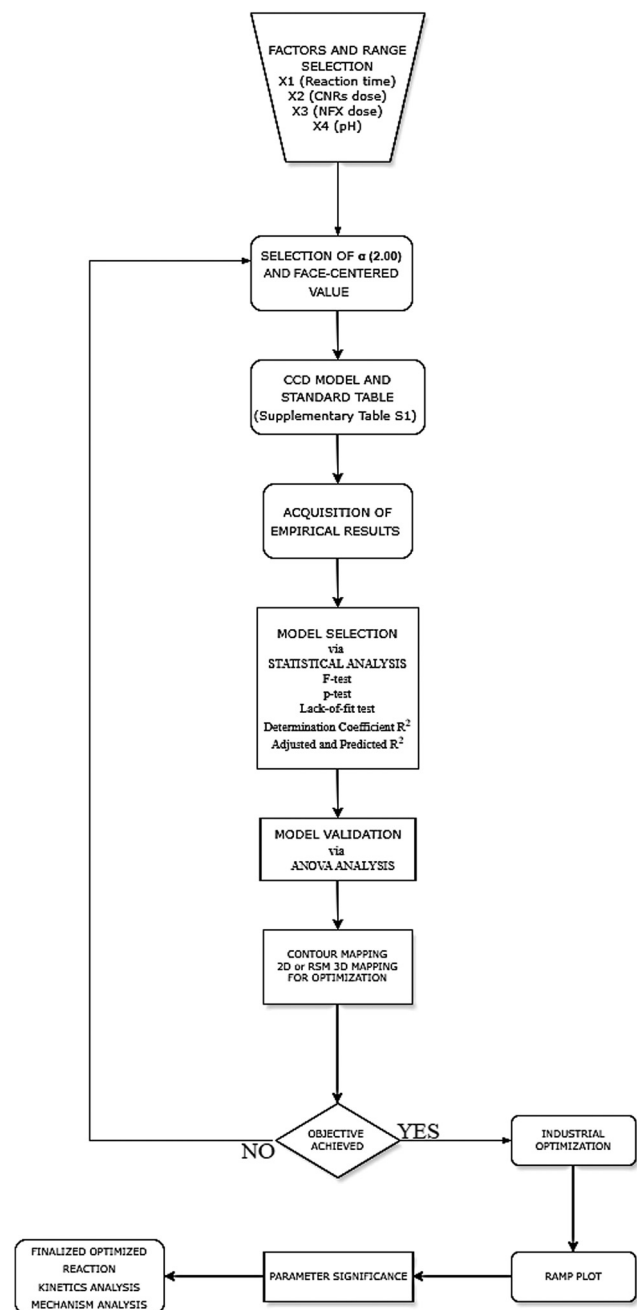 FACTORS AND RANGE
SELECTION
X1 (Reaction time)
X2 (CNRs dose)
X3 (NFX dose)
X4 (pH)
SELECTION OF α (2.00)
AND FACE-CENTERED
VALUE
CCD MODEL AND
STANDARD TABLE
(Supplementary Table S1)
ACQUISITION OF
EMPIRICAL RESULTS
MODEL SELECTION
via
STATISTICAL ANALYSIS
F-test
p-test
Lack-of-fit test
Determination Coefficient R²
Adjusted and Predicted R²
MODEL VALIDATION
via
ANOVA ANALYSIS
CONTOUR MAPPING
2D or RSM 3D MAPPING
FOR OPTIMIZATION
OBJECTIVE
ACHIEVED
NO
YES
INDUSTRIAL
OPTIMIZATION
RAMP PLOT
PARAMETER SIGNIFICANCE
FINALIZED OPTIMIZED
REACTION
KINETICS ANALYSIS
MECHANISM ANALYSIS